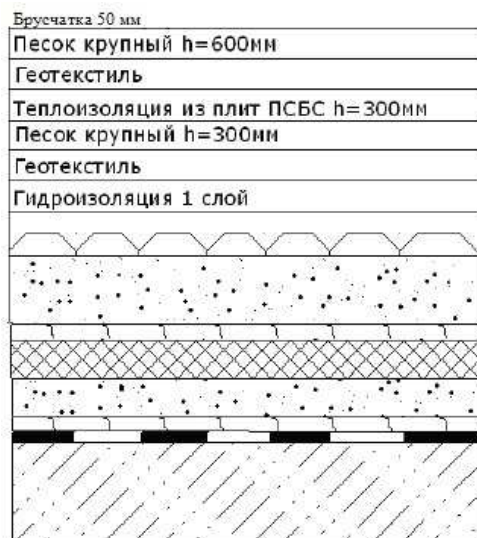 Брусчатка 50 мм
Песок крупный h=600мм
Геотекстиль
Теплоизоляция из плит ПСБС h=300мм
Песок крупный h=300мм
Геотекстиль
Гидроизоляция 1 слой